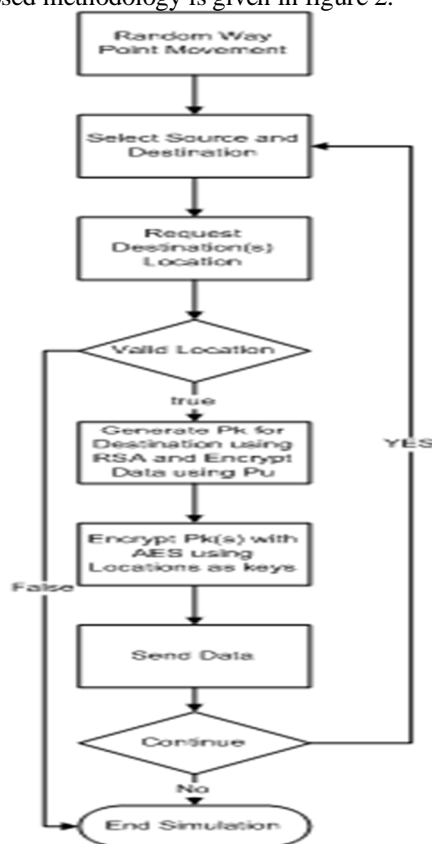 sed methodology is given in figure 2.
Random Way
Point Movement
Select Source and
Destination
Request
Destination(s)
Location
Valid Location
true
Generate Pk for
Destination using
RSA and Encrypt
Data using Pu
YES
Encrypt Pk(s) with
AES using
Locations as keys
False
Send Data
Continue
No
End Simulation